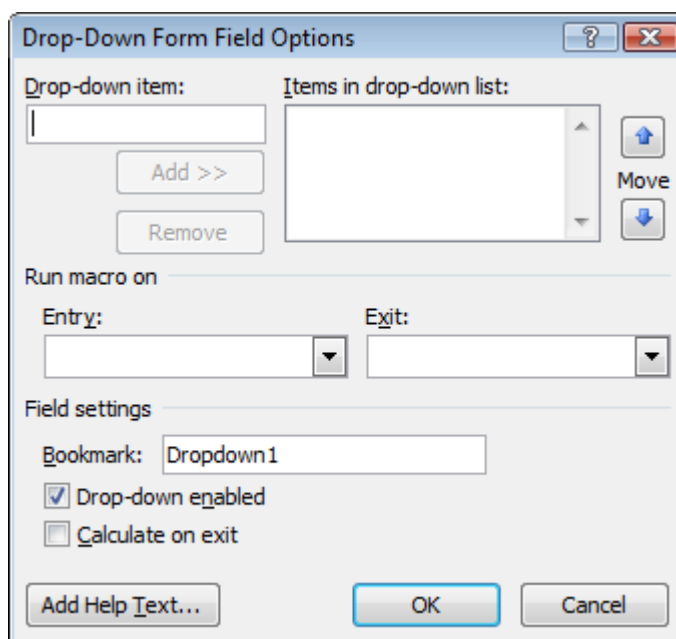 Drop-Down Form Field Options
Drop-down item:
Items in drop-down list:
Add >>
Move
Remove
Run macro on
Entry:
Exit:
Field settings
Bookmark: Dropdown1
Drop-down enabled
Calculate on exit
Add Help Text... OK Cancel